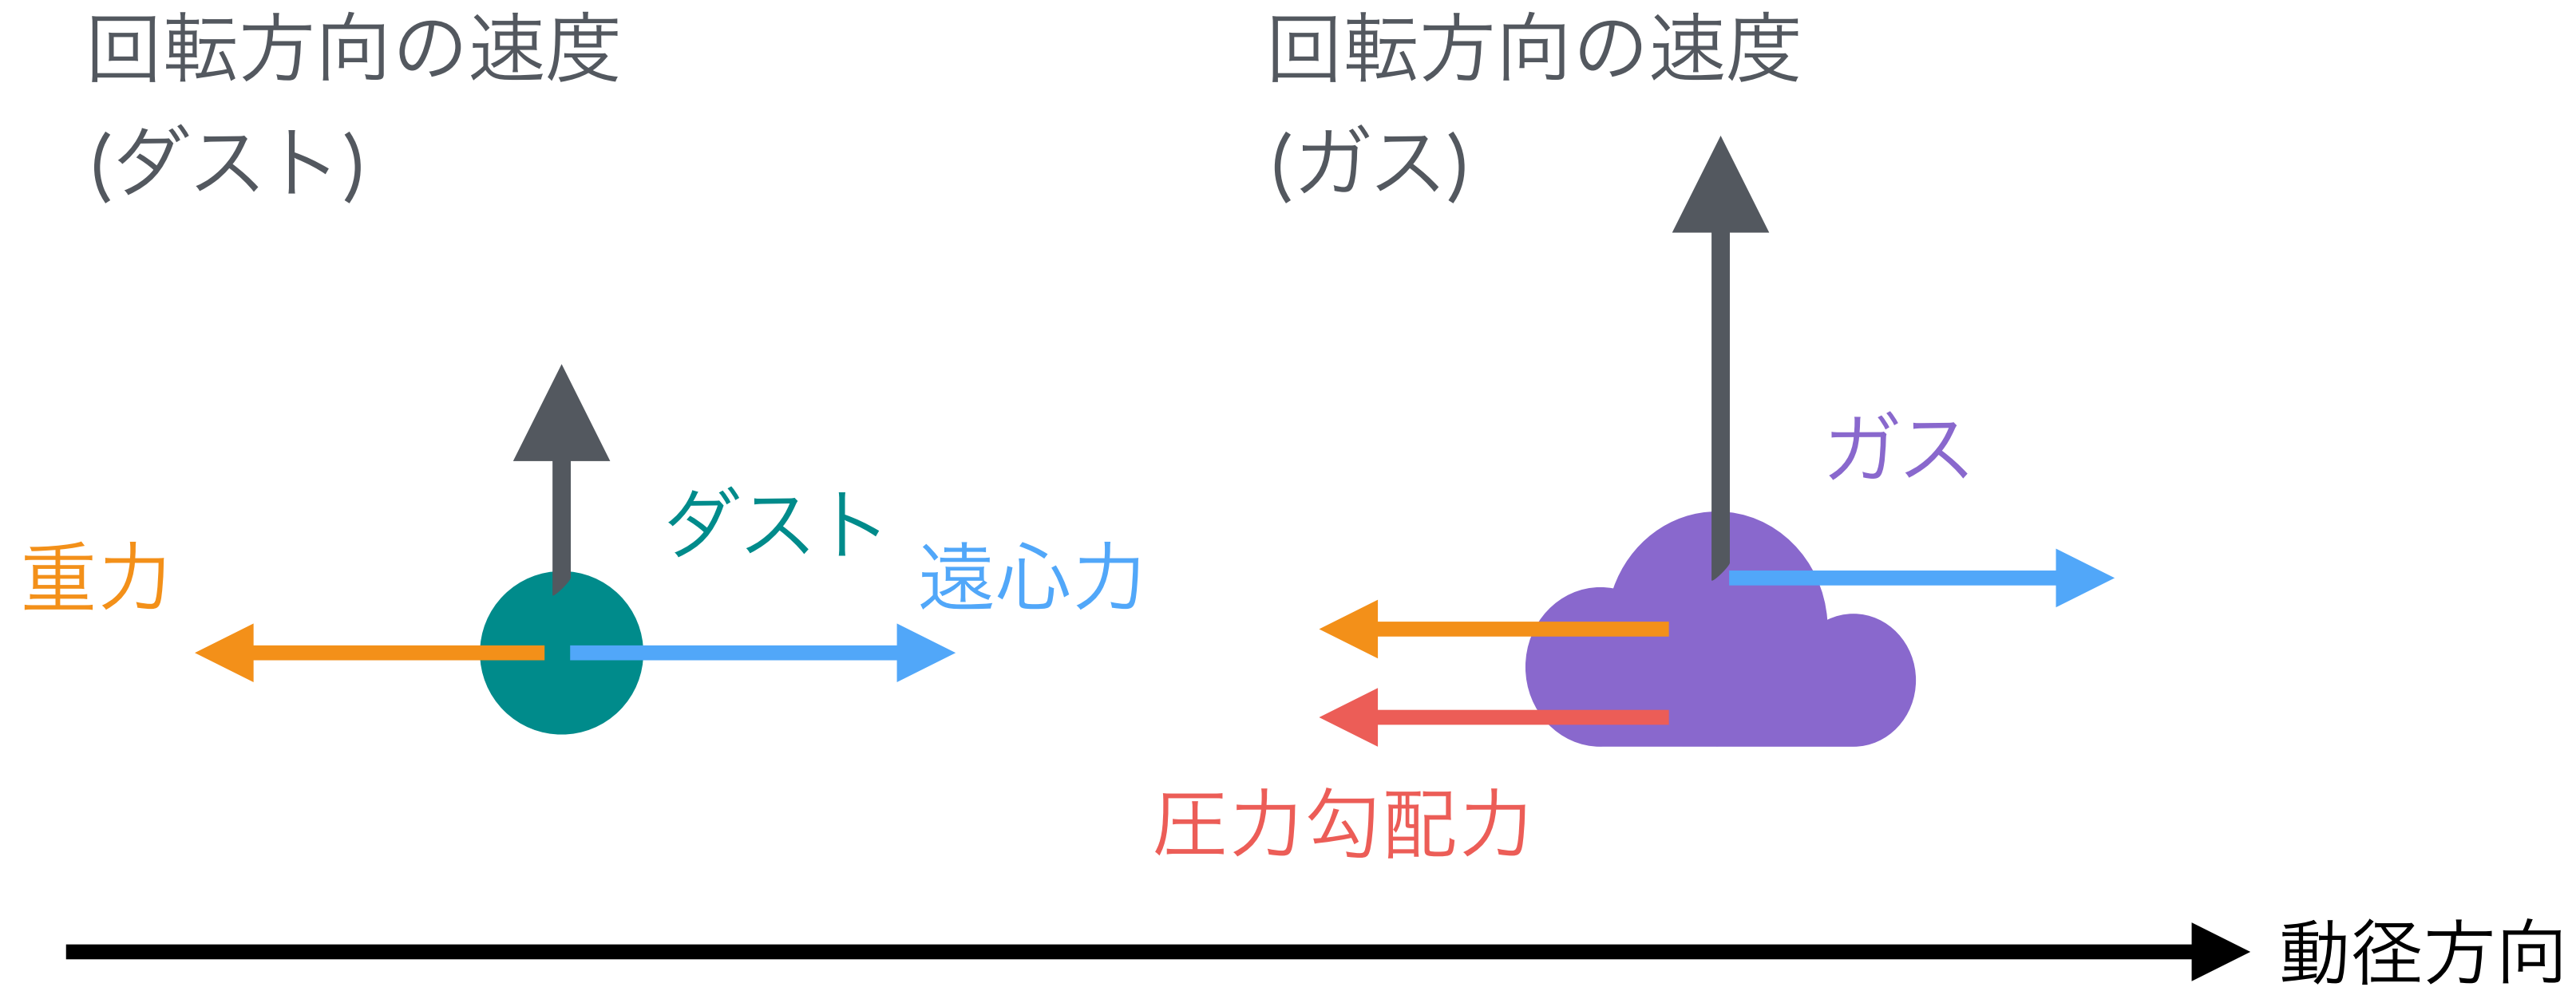 回転方向の速度
(ダスト)
回転方向の速度
(ガス)
ガス
ダスト
重力
遠心力
圧力勾配力
動径方向